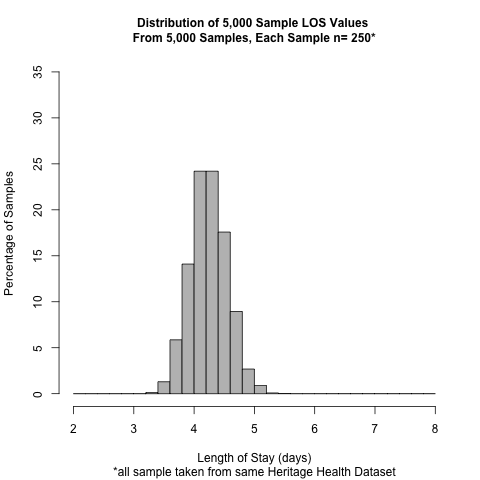 Distribution of 5,000 Sample LOS Values
From 5,000 Samples, Each Sample n= 250*
35
30
25
20
15
10
5
0
Percentage of Samples
2 3 4 5 6 7 8
Length of Stay (days)
*all sample taken from same Heritage Health Dataset